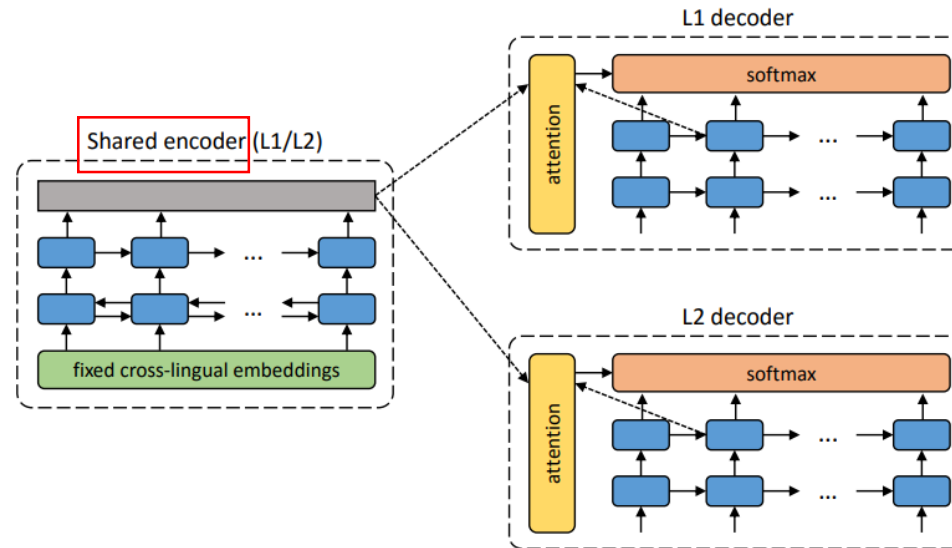 L1 decoder
softmax
attention
...
...
Shared encoder (L1/L2)
...
...
fixed cross-lingual embeddings
L2 decoder
softmax
attention
...
...